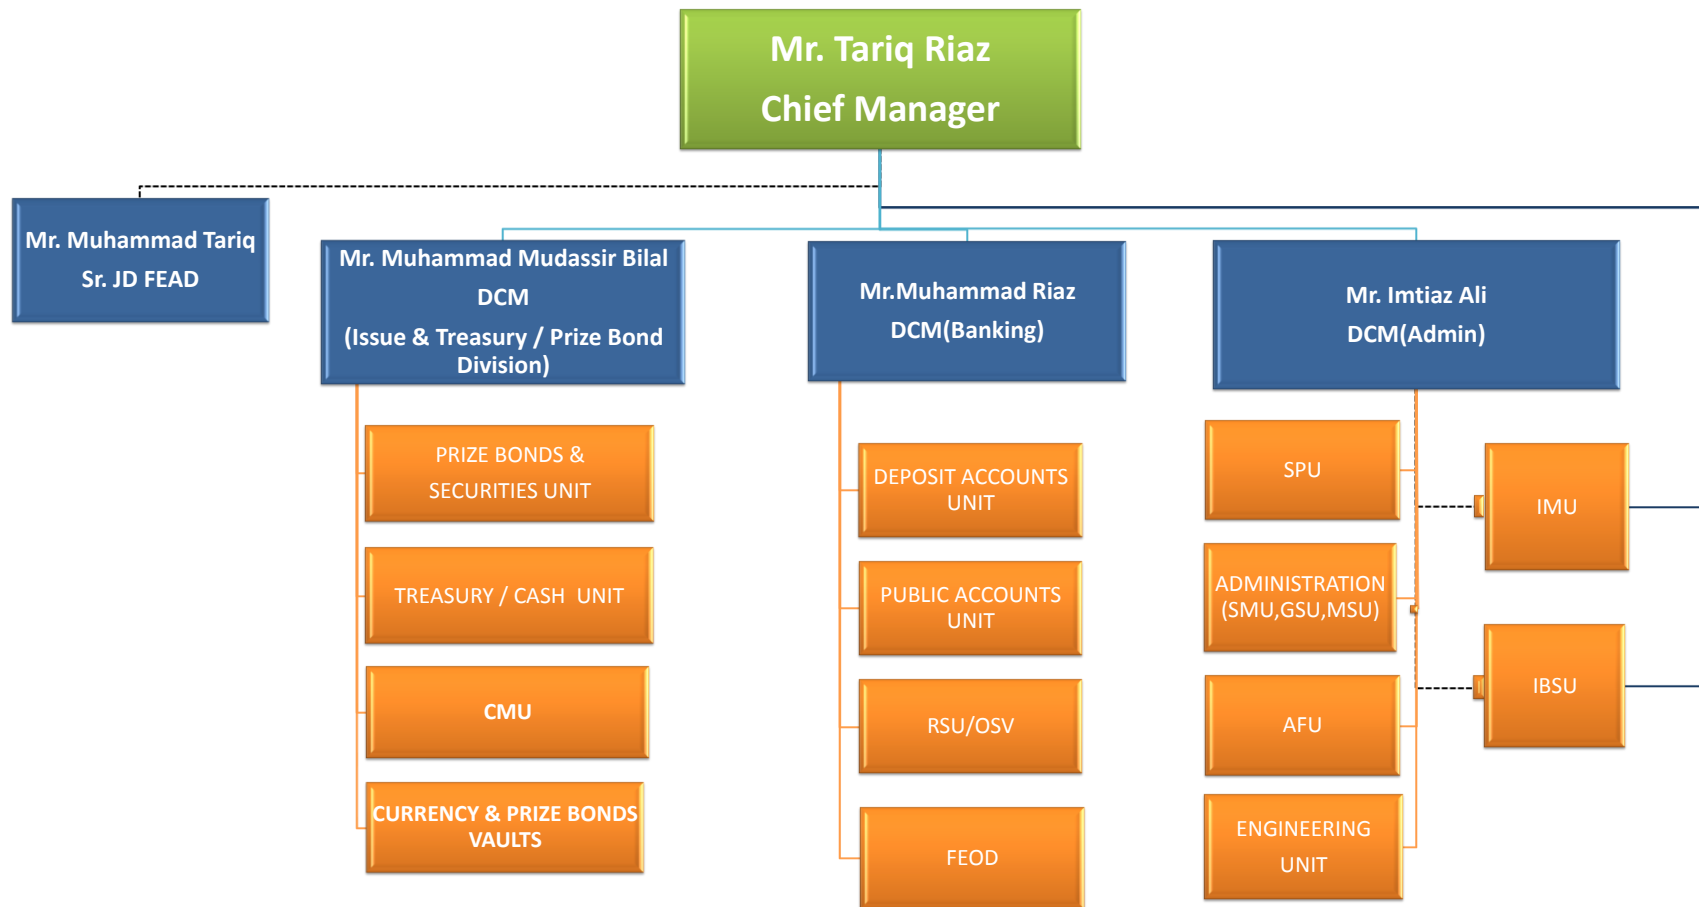 Mr. Tariq Riaz
Chief Manager
Mr. Muhammad Tariq
Sr. JD FEAD
Mr. Muhammad Mudassir Bilal
DCM
(Issue & Treasury / Prize Bond
Division)
Mr.Muhammad Riaz
DCM(Banking)
Mr. Imtiaz Ali
DCM(Admin)
PRIZE BONDS &
SECURITIES UNIT
TREASURY / CASH UNIT
CMU
CURRENCY & PRIZE BONDS
VAULTS
DEPOSIT ACCOUNTS
UNIT
PUBLIC ACCOUNTS
UNIT
RSU/OSV
FEOD
SPU
ADMINISTRATION
(SMU,GSU,MSU)
AFU
ENGINEERING
UNIT
IMU
IBSU